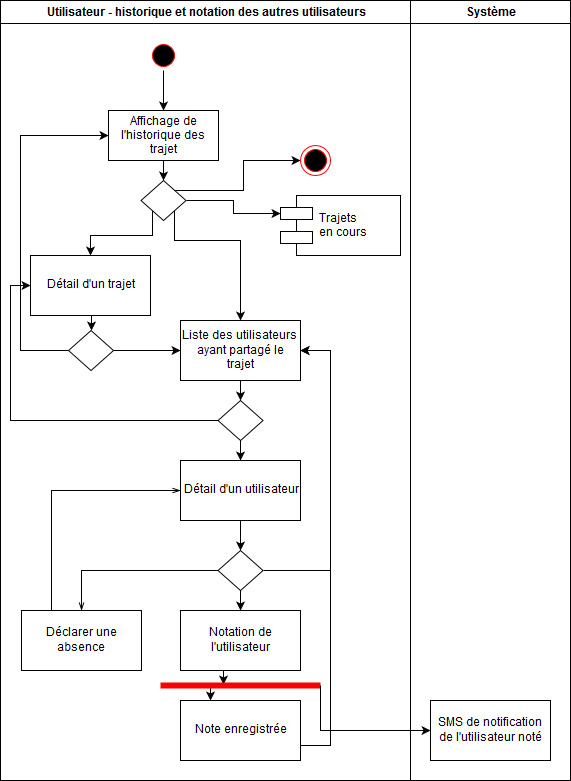 Utilisateur - historique et notation des autres utilisateurs
Système
Affichage de
l'historique des
trajet
Trajets
en cours
Détail d'un trajet
Liste des utilisateurs
ayant partagé le
trajet
Détail d'un utilisateur
Déclarer une
absence
Notation de
l'utilisateur
Note enregistrée
SMS de notification
de l'utilisateur noté